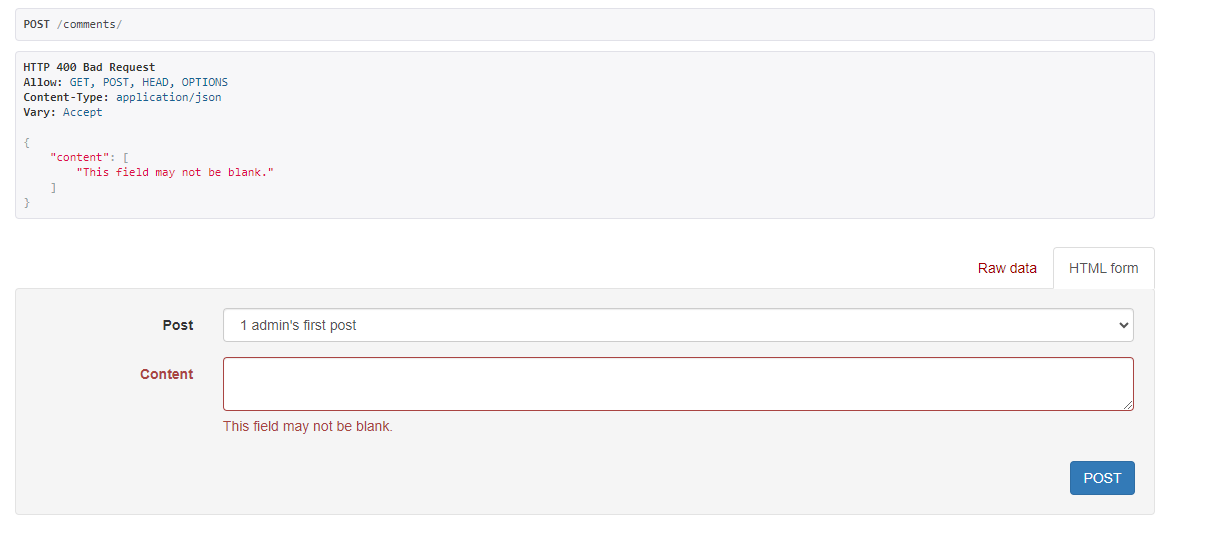 POST /comments/
HTTP 400 Bad Request
Allow: GET, POST, HEAD, OPTIONS
Content-Type: application/json
Vary: Accept
{
"content": [
"This field may not be blank."
]
}
Raw data HTML form
Post 1 admin's first post
Content
This field may not be blank.
POST